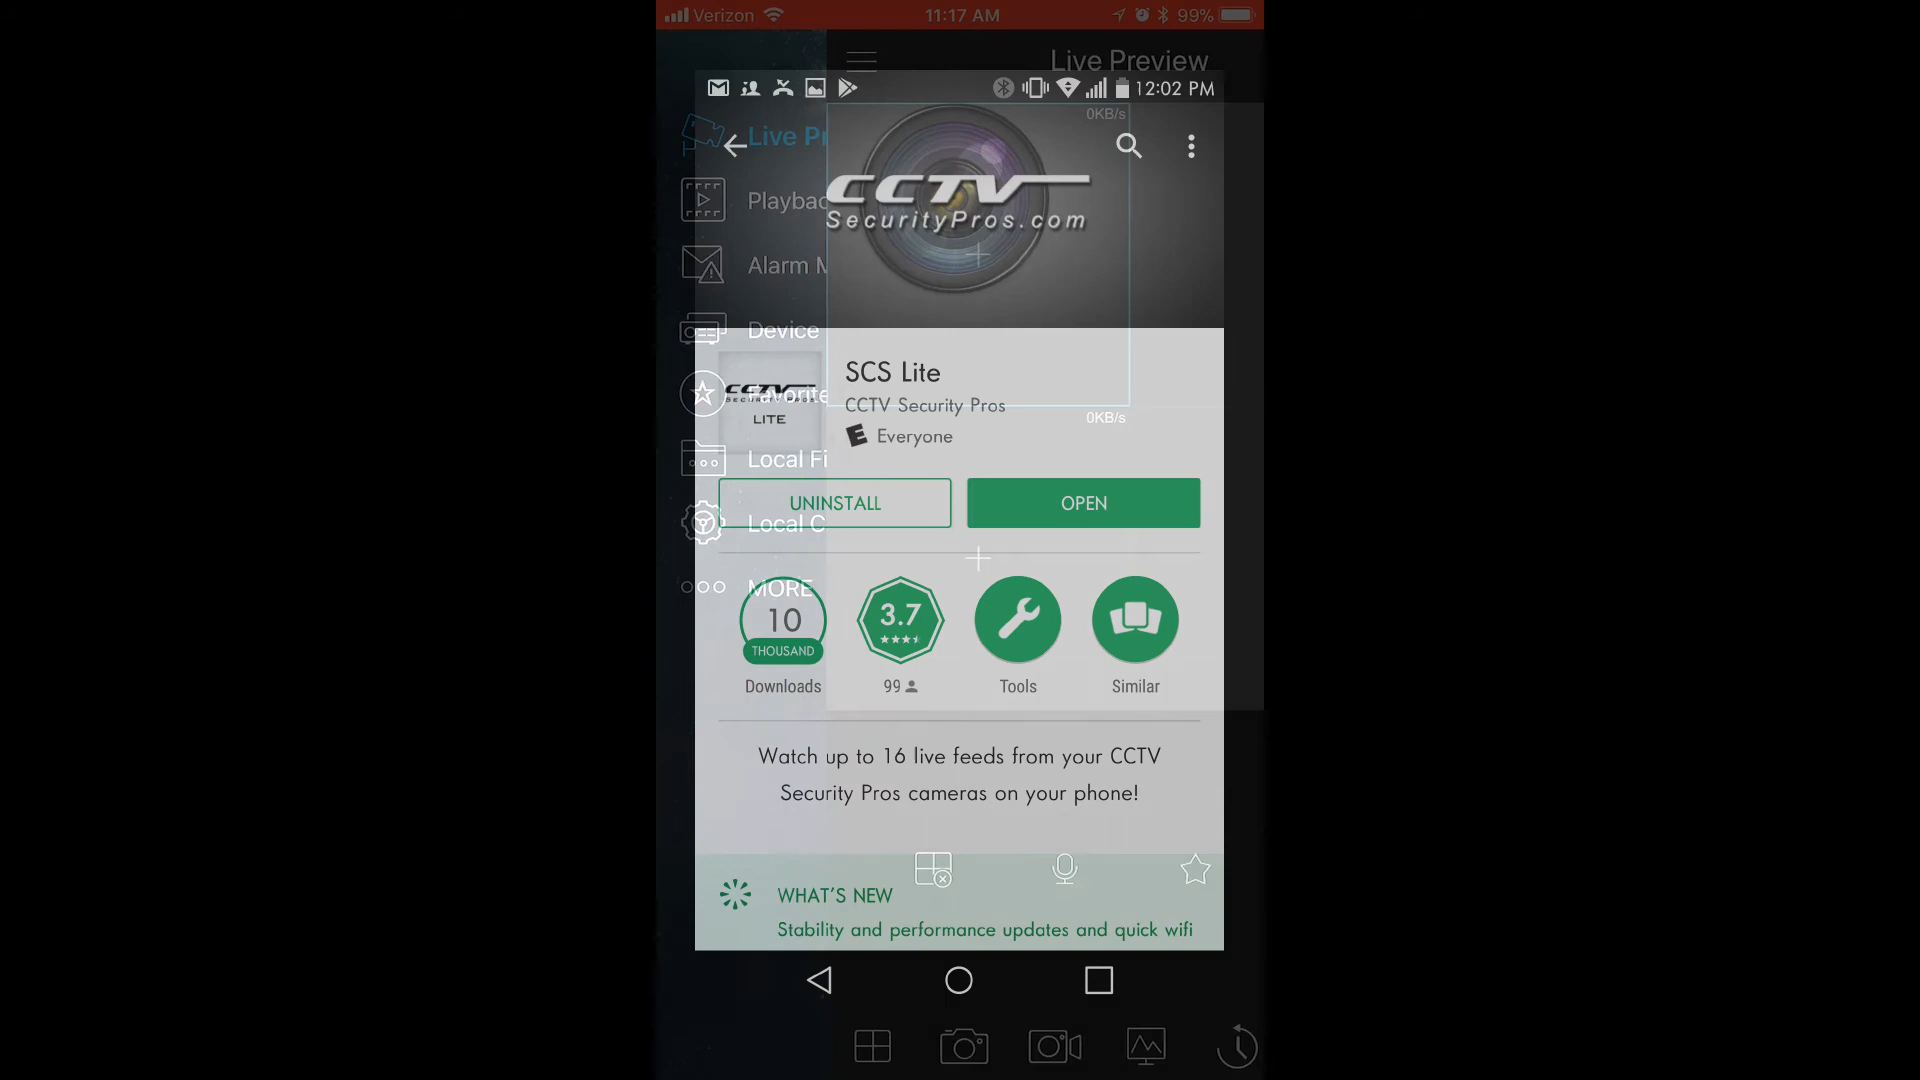 Verizon 11:17 AM 99%
Live Preview
12:02 PM
0KB/s
Live Pr
CCTV
SecurityPros.com
Playbac
Alarm M
Device
SCS Lite
CCTV Security Pros
Everyone
CCTV
SECURITY PROS
LITE
Favorite
0KB/s
Local Fi
UNINSTALL
OPEN
Local C
MORE
10
THOUSAND
Downloads
3.7
99
Tools
Similar
Watch up to 16 live feeds from your CCTV
Security Pros cameras on your phone!
WHAT'S NEW
Stability and performance updates and quick wifi